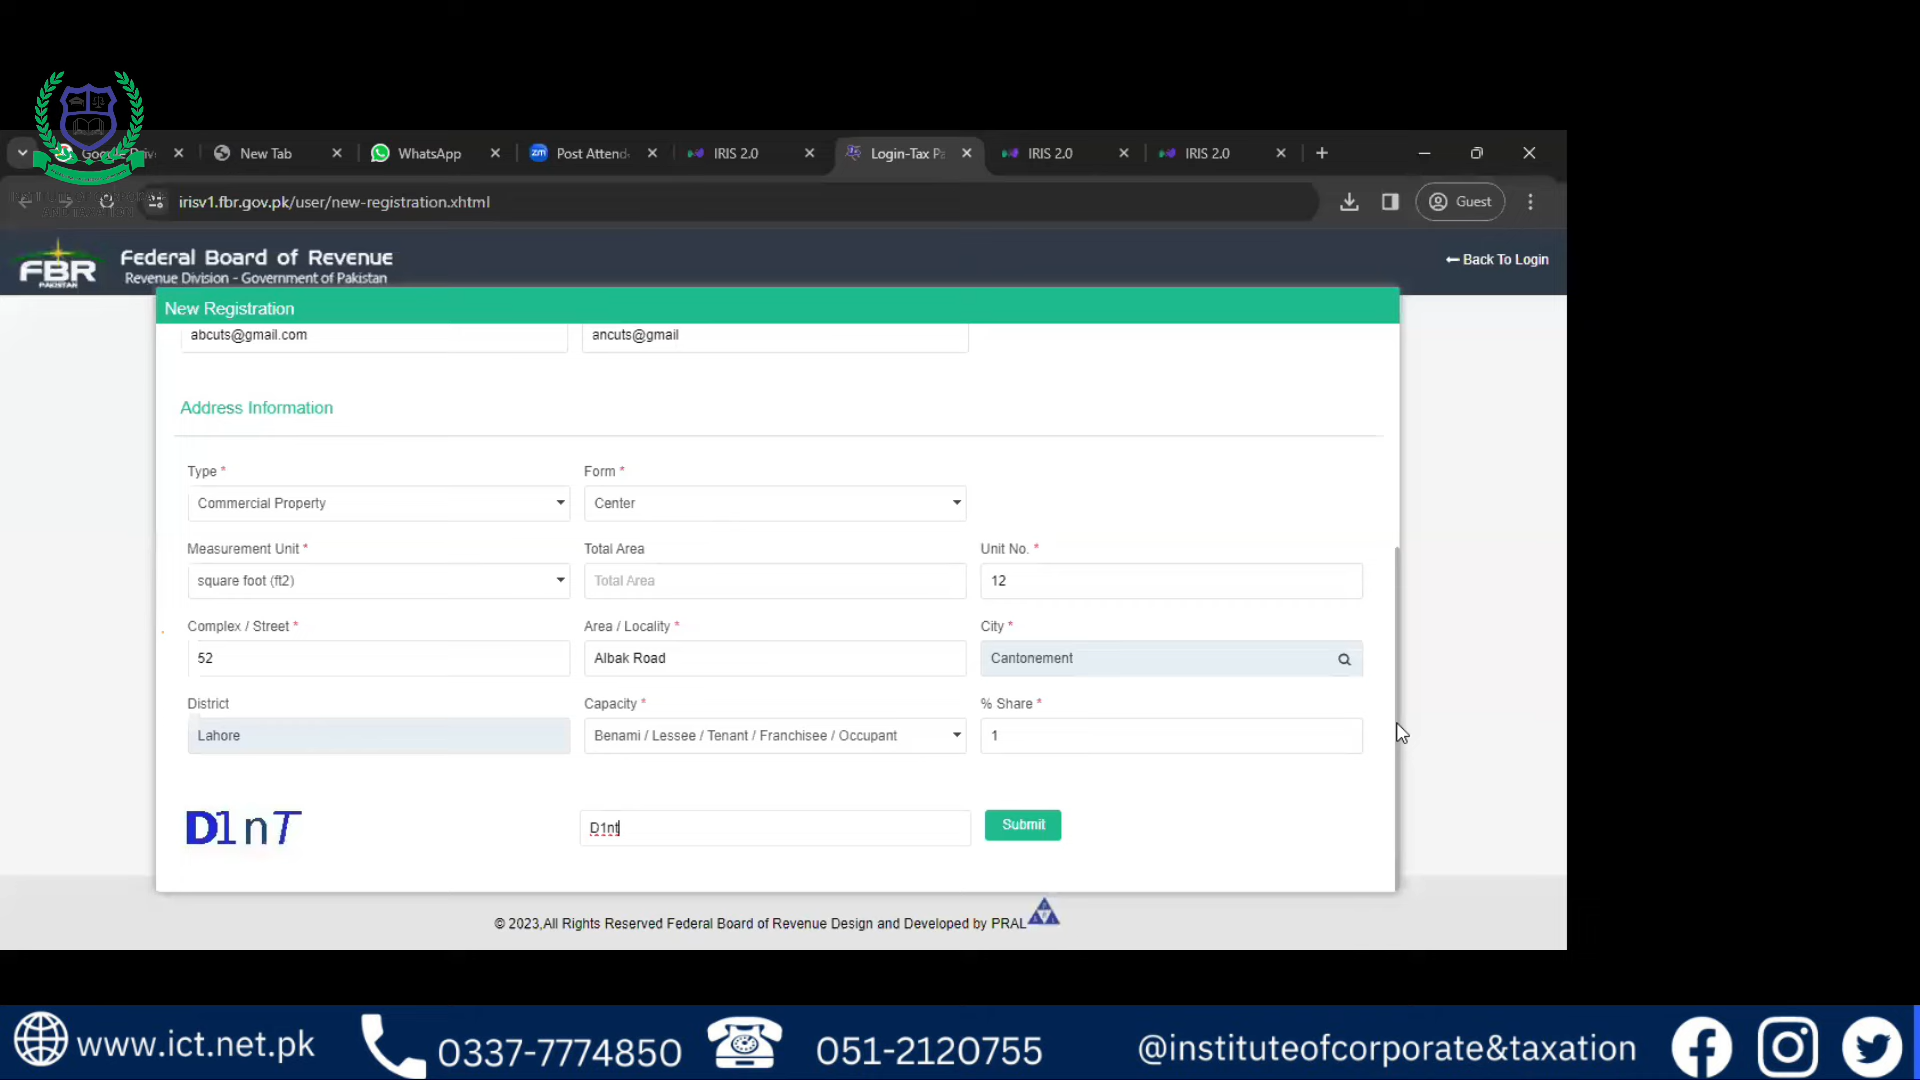 Google Drive
New Tab
WhatsApp
Post Attend
IRIS 2.0
Login-Tax Pa
IRIS 2.0
IRIS 2.0
irisv1.fbr.gov.pk/user/new-registration.xhtml
Guest
FBR
PAKISTAN
Federal Board of Revenue
Revenue Division - Government of Pakistan
Back To Login
New Registration
abcuts@gmail.com
ancuts@gmail
Address Information
Type *
Form *
Commercial Property
Center
Measurement Unit *
Total Area
Unit No. *
square foot (ft2)
Total Area
12
Complex / Street *
Area / Locality *
City *
52
Albak Road
Cantonement
District
Capacity *
% Share *
Lahore
Benami / Lessee / Tenant / Franchisee / Occupant
1
D1nT
D1nt
Submit
© 2023,All Rights Reserved Federal Board of Revenue Design and Developed by PRAL
www.ict.net.pk
0337-7774850
051-2120755
@instituteofcorporate&taxation